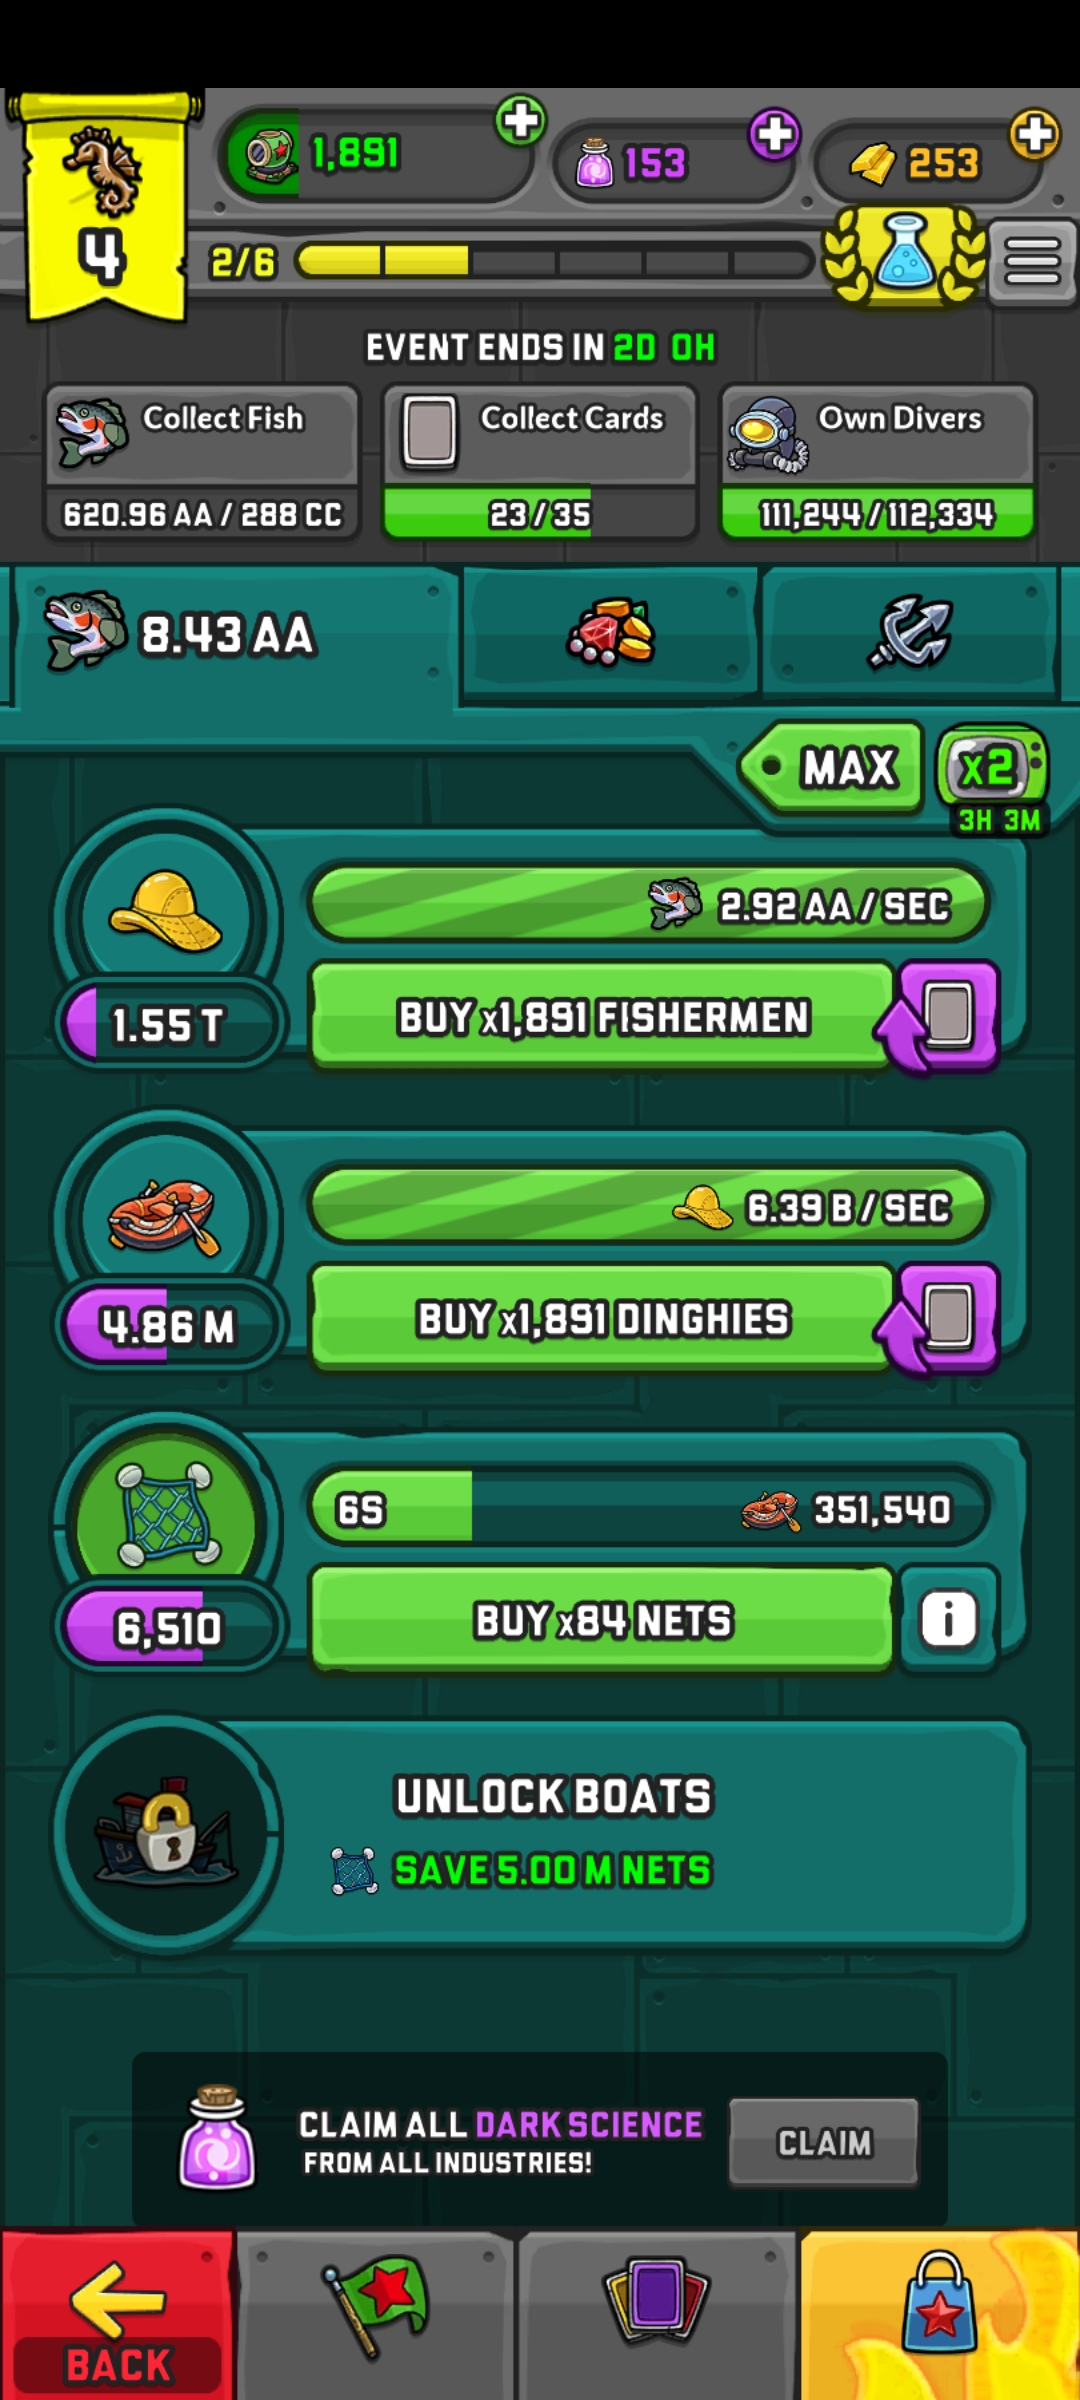 4
1,891
153
253
2/6
EVENT ENDS IN 2D 0H
Collect Fish
620.96 AA / 288 CC
Collect Cards
23 / 35
Own Divers
111,244 / 112,334
8.43 AA
MAX
x2
3H 3M
2.92 AA / SEC
1.55 T
BUY x1,891 FISHERMEN
6.39 B / SEC
4.86 M
BUY x1,891 DINGHIES
6S
351,540
6,510
BUY x84 NETS
i
UNLOCK BOATS
SAVE 5.00 M NETS
CLAIM ALL DARK SCIENCE
FROM ALL INDUSTRIES!
CLAIM
BACK